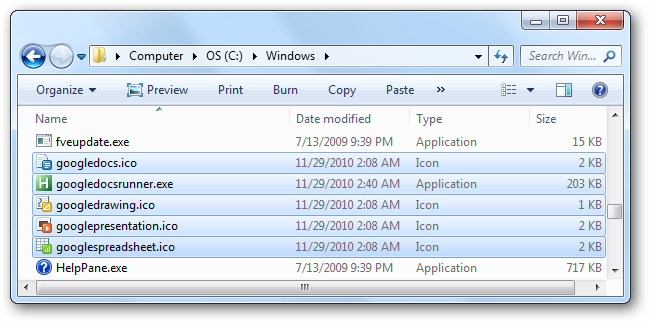 Computer OS (C:) Windows Search Win...
Organize Preview Print Burn Copy Paste »
Name Date modified Type Size
fveupdate.exe 7/13/2009 9:39 PM Application 15 KB
googledocs.ico 11/29/2010 2:08 AM Icon 2 KB
googledocsrunner.exe 11/29/2010 2:40 AM Application 203 KB
googledrawing.ico 11/29/2010 2:08 AM Icon 1 KB
googlepresentation.ico 11/29/2010 2:08 AM Icon 2 KB
googlespreadsheet.ico 11/29/2010 2:08 AM Icon 2 KB
HelpPane.exe 7/13/2009 9:39 PM Application 717 KB